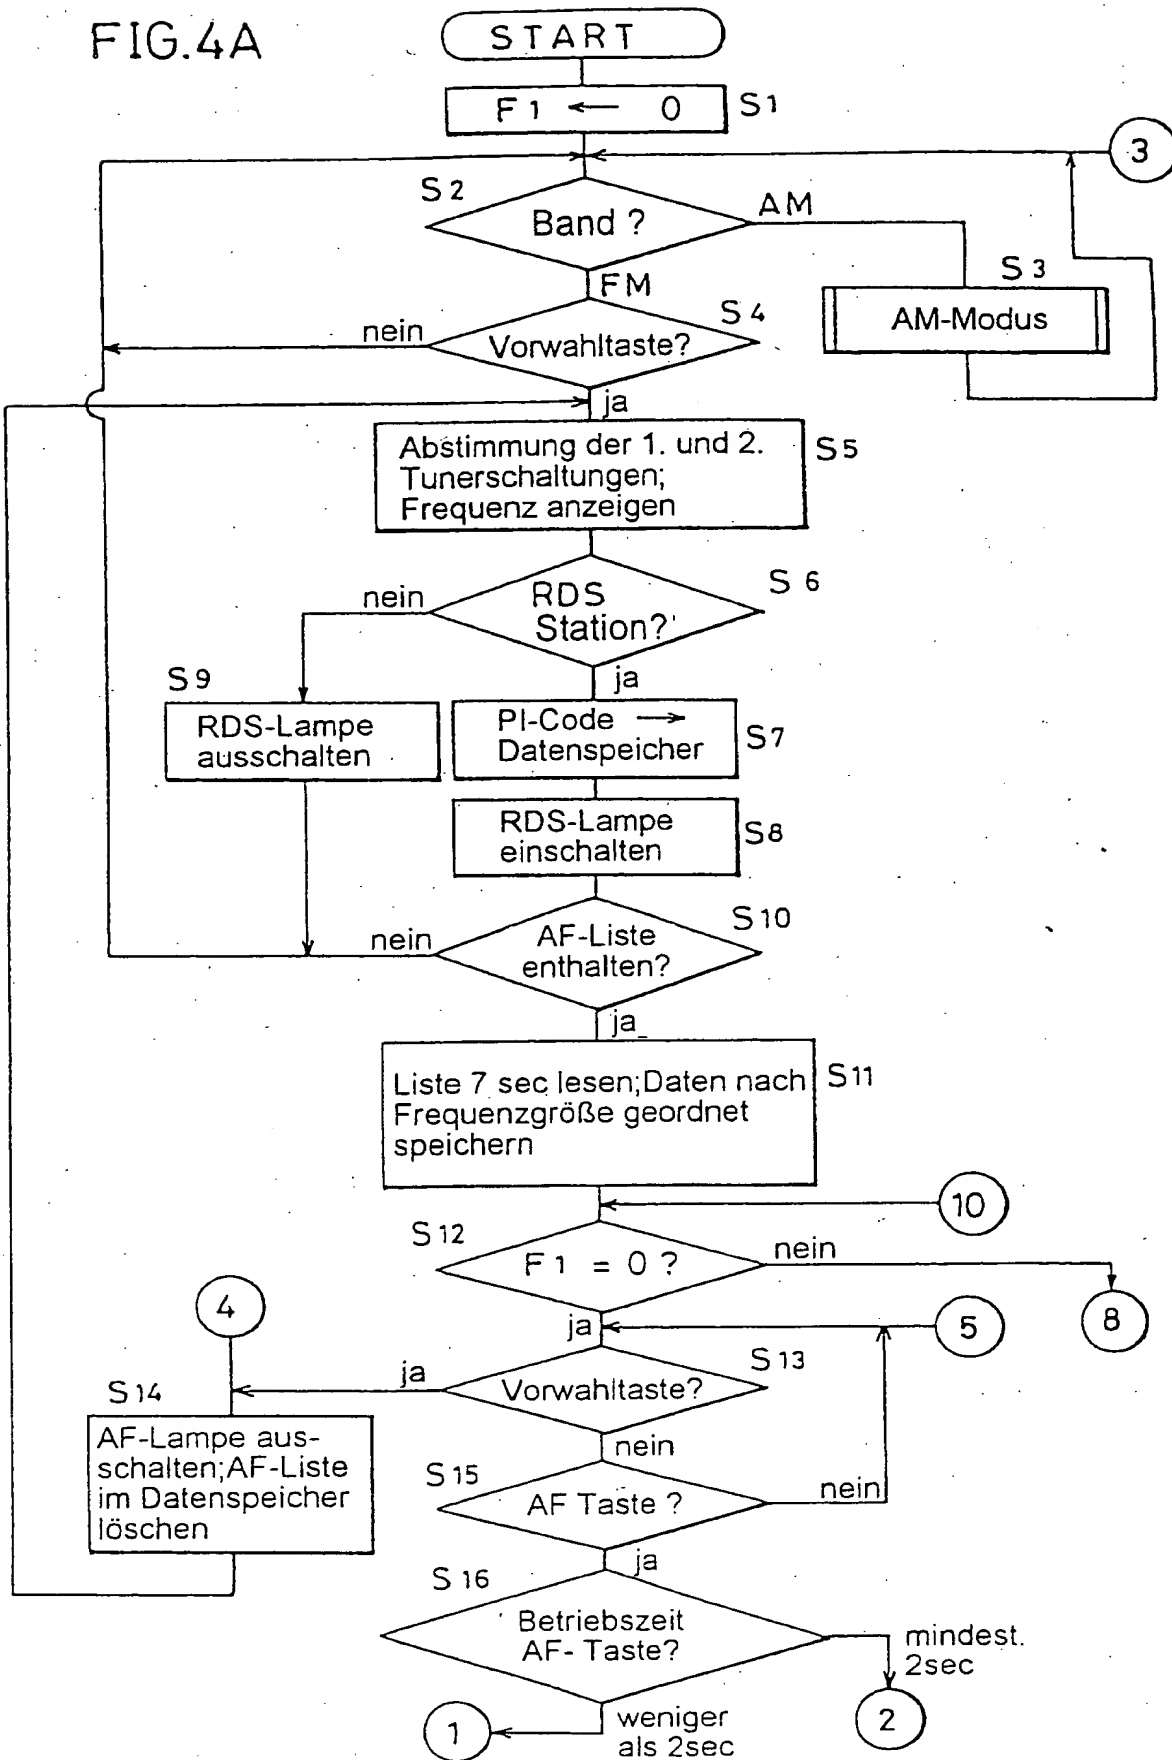 FIG.4A
START
F1 ← 0 S1
3
S2
Band ?
AM
FM
S3
AM-Modus
S4
nein
Vorwahltaste?
ja
Abstimmung der 1. und 2.
Tunerschaltungen;
Frequenz anzeigen
S5
S6
nein
RDS
Station?
ja
S9
RDS-Lampe
ausschalten
PI-Code →
Datenspeicher
S7
RDS-Lampe
einschalten
S8
S10
nein
AF-Liste
enthalten?
ja
Liste 7 sec lesen;Daten nach
Frequenzgröße geordnet
speichern
S11
10
S12
F1 = 0 ?
nein
8
4
ja
5
S13
ja
Vorwahltaste?
nein
S14
AF-Lampe aus-
schalten;AF-Liste
im Datenspeicher
löschen
S15
AF Taste ?
nein
ja
S16
Betriebszeit
AF- Taste?
mindest.
2sec
2
1
weniger
als 2sec